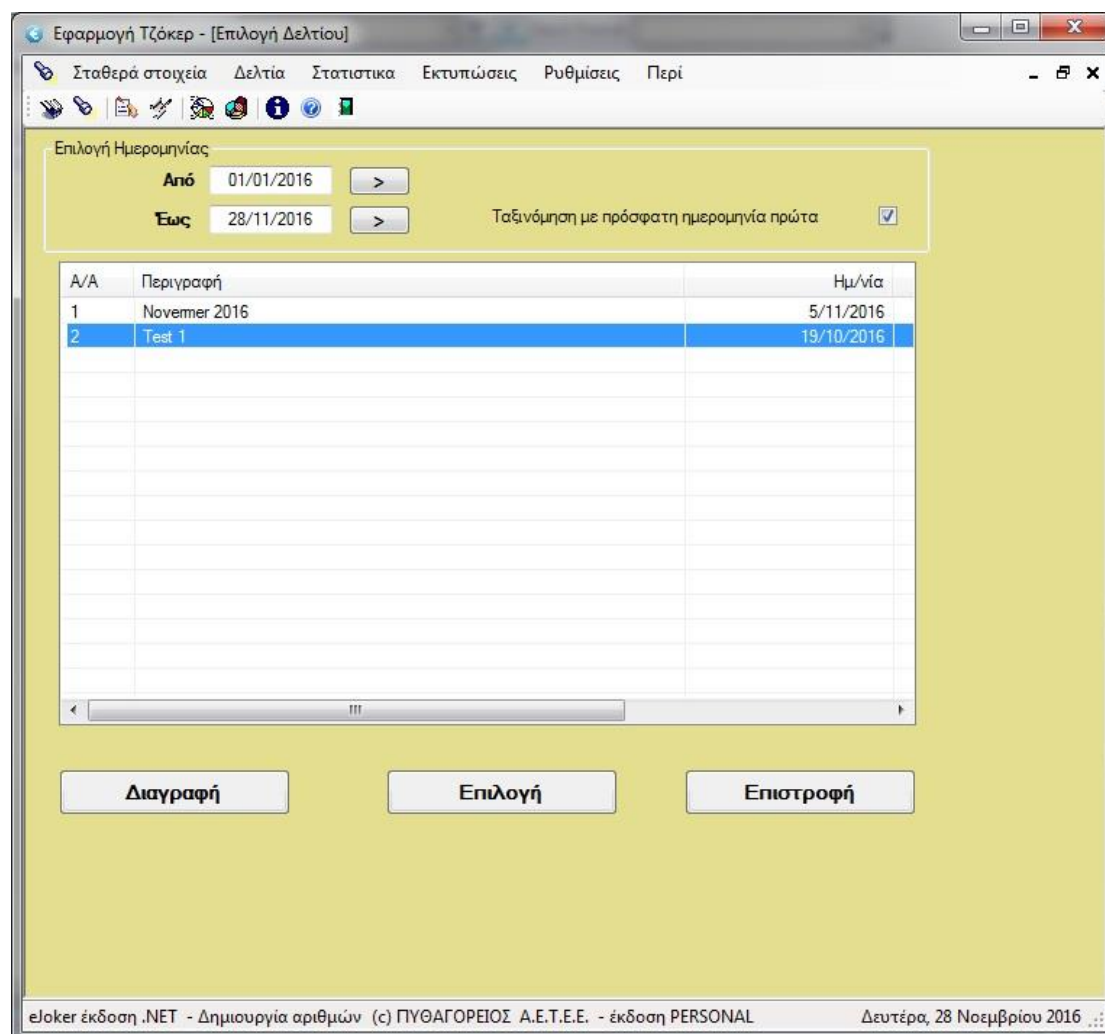 Εφαρμογή Τζόκερ - [Επιλογή Δελτίου]
Σταθερά στοιχεία Δελτία Στατιστικα Εκτυπώσεις Ρυθμίσεις Περί
Επιλογή Ημερομηνίας
Από 01/01/2016 >
Έως 28/11/2016 > Ταξινόμηση με πρόσφατη ημερομηνία πρώτα
Α/Α Περιγραφή Ημ/νία
1 Novermer 2016 5/11/2016
2 Test 1 19/10/2016
Διαγραφή Επιλογή Επιστροφή
eJoker έκδοση .NET - Δημιουργία αριθμών (c) ΠΥΘΑΓΟΡΕΙΟΣ Α.Ε.Τ.Ε.Ε. - έκδοση PERSONAL Δευτέρα, 28 Νοεμβρίου 2016